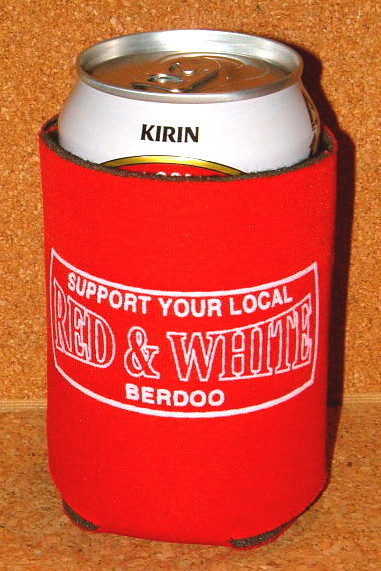 KIRIN
SUPPORT YOUR LOCAL
RED & WHITE
BERDOO